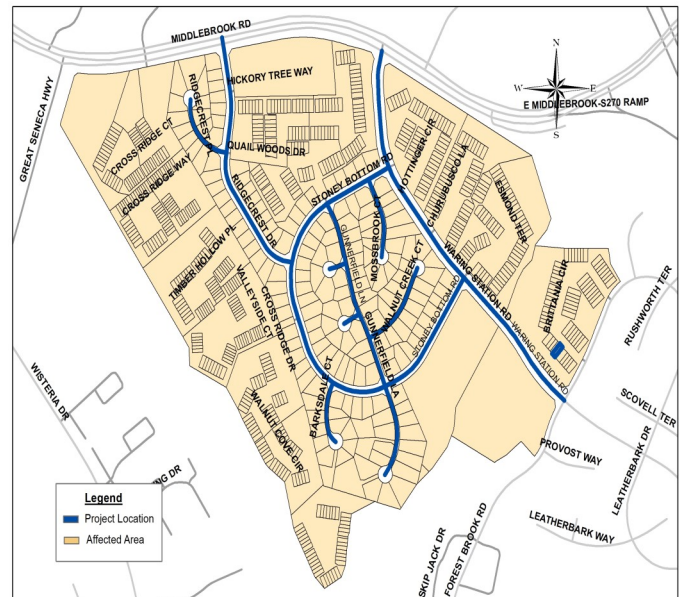 MIDDLEBROOK RD
GREAT SENECA HWY
N
W E
S
E MIDDLEBROOK-S270 RAMP
RIDGECREST PL
HICKORY TREE WAY
CROSS RIDGE CT
QUAIL WOODS DR
CROSS RIDGE WAY
STONEY BOTTOM RD
HOTTINGER CIR
CHURUBUSCO LA
ESMOND TER
RIDGECREST DR
MOSSBROOK
GUNNERFIELD LN
TIMBER HOLLOW PL
VALLEYSIDE CT
WALNUT CREEK CT
WARING STATION RD
BRITTANIA CIR
RUSHWORTH TER
CROSS RIDGE DR
STONEY BOTTOM RD
GUNNERFIELD LA
WARING STATION RD
WISTERIA DR
BARKSDALE CT
WALNUT COVE CIR
SCOVELL TER
PROVOST WAY
LEATHERBARK DR
NG DR
LEATHERBARK WAY
SKIP JACK DR
FOREST BROOK RD
Legend
Project Location
Affected Area